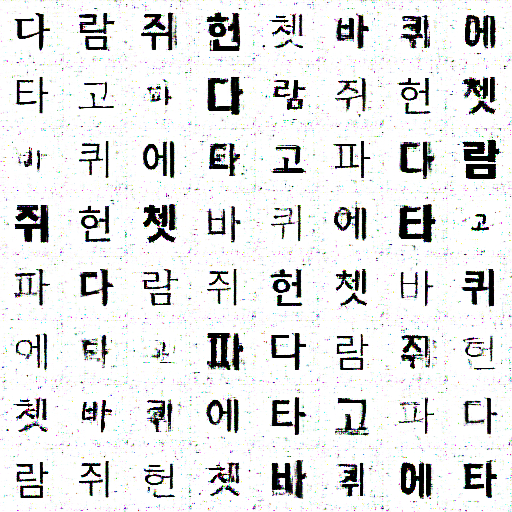 다 람 쥐 헌 쳇 바 퀴 에
타 고 파 다 람 쥐 헌 쳇
바 퀴 에 타 고 파 다 람
쥐 헌 쳇 바 퀴 에 타 고
파 다 람 쥐 헌 쳇 바 퀴
에 타 고 파 다 람 쥐 헌
쳇 바 퀴 에 타 고 파 다
람 쥐 헌 쳇 바 퀴 에 타